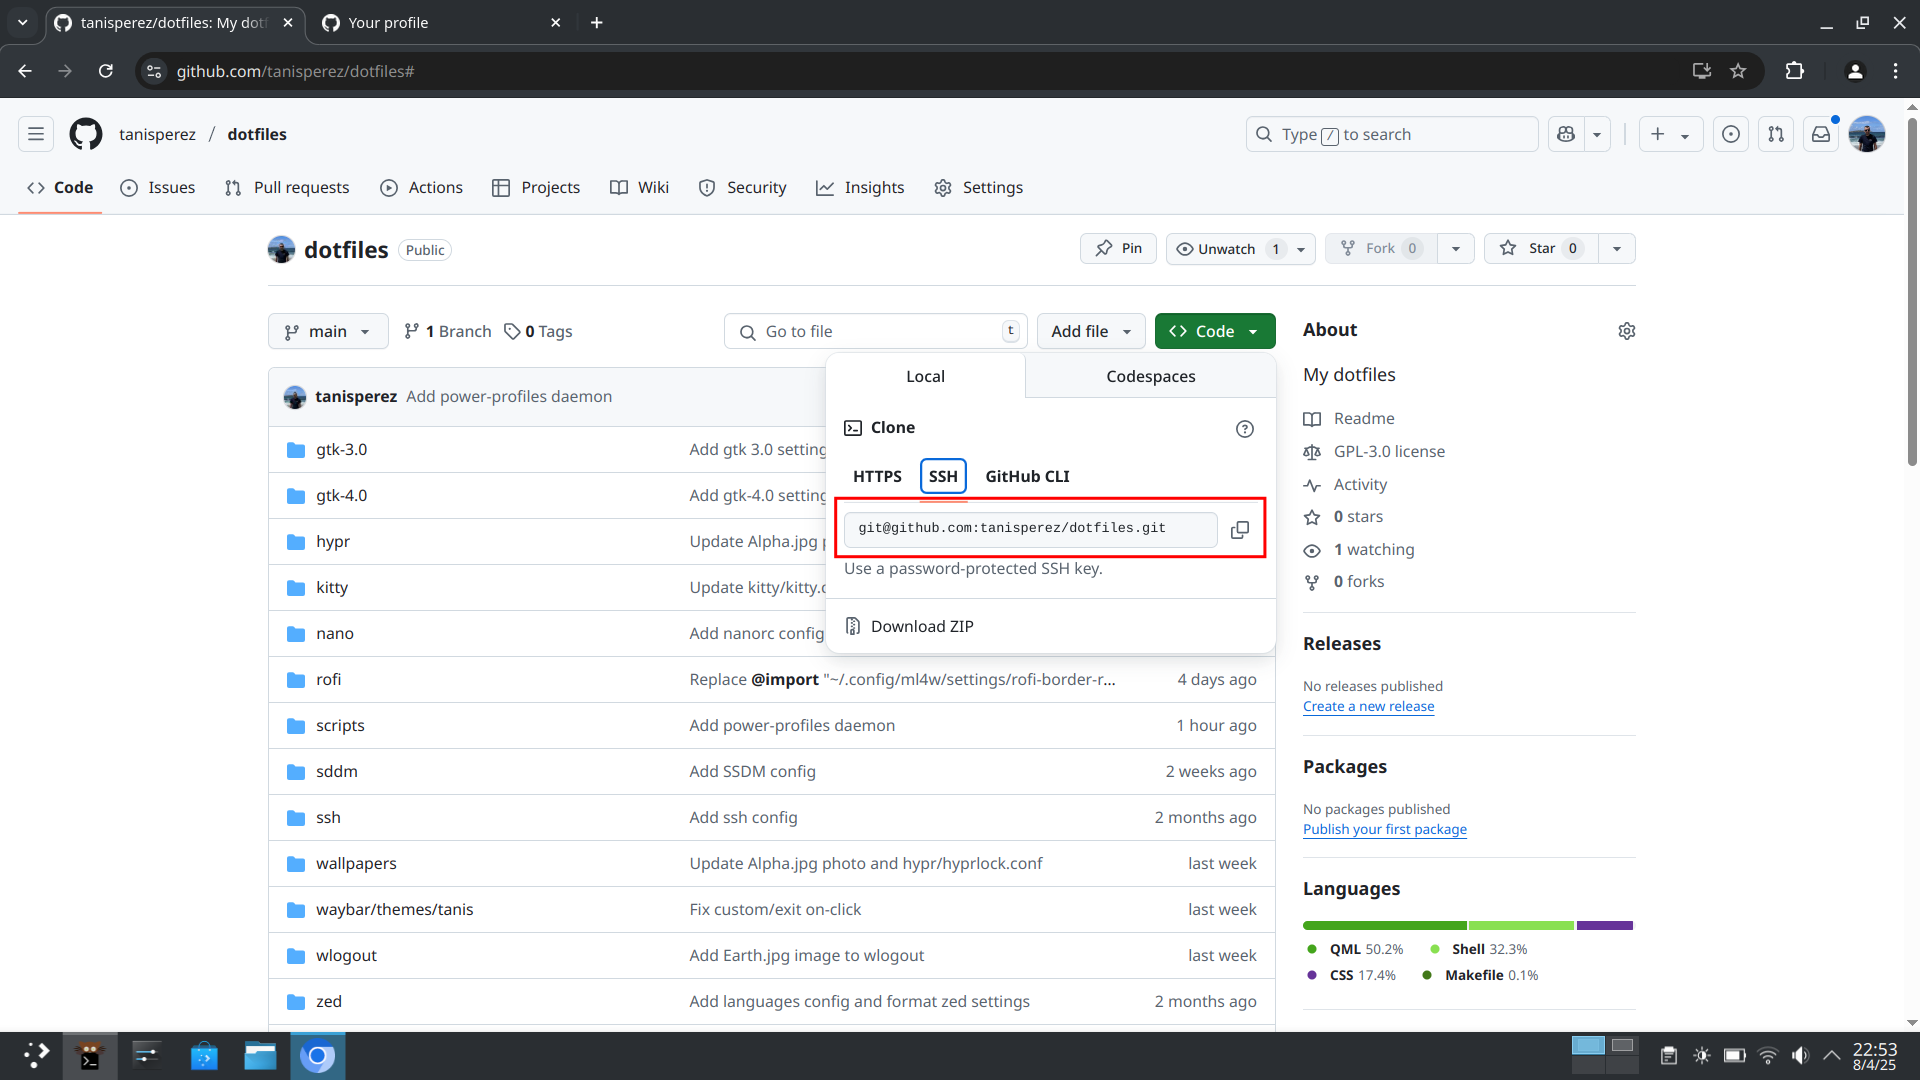 tanisperez/dotfiles: My dotf
Your profile
github.com/tanisperez/dotfiles#
tanisperez / dotfiles
Type / to search
Code
Issues
Pull requests
Actions
Projects
Wiki
Security
Insights
Settings
dotfiles Public
Pin
Unwatch 1
Fork 0
Star 0
main
1 Branch
0 Tags
Go to file t
Add file
Code
tanisperez Add power-profiles daemon
gtk-3.0 Add gtk 3.0 setting
gtk-4.0 Add gtk-4.0 setting
hypr Update Alpha.jpg p
kitty Update kitty/kitty.c
nano Add nanorc config
rofi Replace @import "~/.config/ml4w/settings/rofi-border-r... 4 days ago
scripts Add power-profiles daemon 1 hour ago
sddm Add SSDM config 2 weeks ago
ssh Add ssh config 2 months ago
wallpapers Update Alpha.jpg photo and hypr/hyprlock.conf last week
waybar/themes/tanis Fix custom/exit on-click last week
wlogout Add Earth.jpg image to wlogout last week
zed Add languages config and format zed settings 2 months ago
Local
Codespaces
Clone
HTTPS
SSH
GitHub CLI
git@github.com:tanisperez/dotfiles.git
Use a password-protected SSH key.
Download ZIP
About
My dotfiles
Readme
GPL-3.0 license
Activity
0 stars
1 watching
0 forks
Releases
No releases published
Create a new release
Packages
No packages published
Publish your first package
Languages
QML 50.2%
Shell 32.3%
CSS 17.4%
Makefile 0.1%
22:53
8/4/25